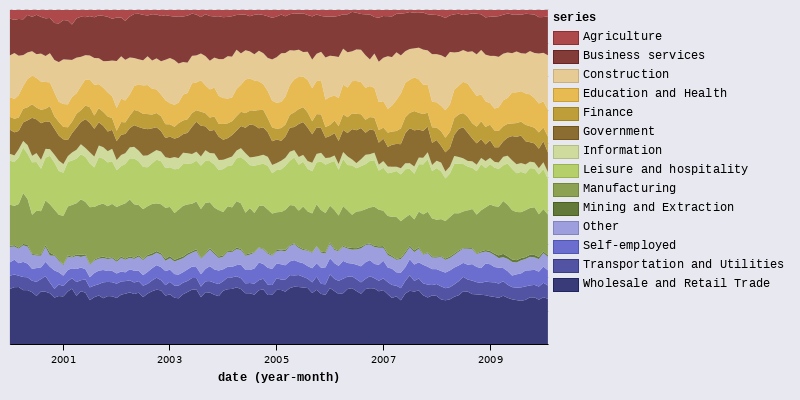 series
Agriculture
Business services
Construction
Education and Health
Finance
Government
Information
Leisure and hospitality
Manufacturing
Mining and Extraction
Other
Self-employed
Transportation and Utilities
Wholesale and Retail Trade
2001 2003 2005 2007 2009
date (year-month)